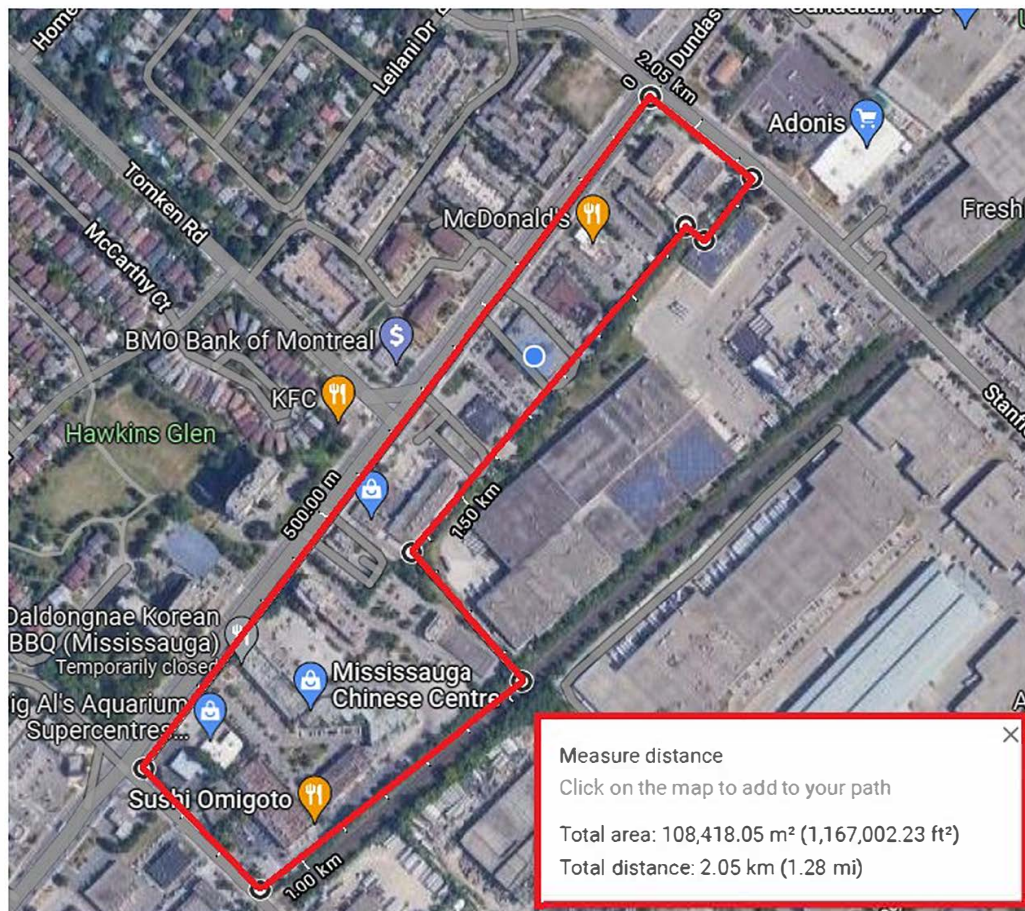 Home
Leilani Dr
Dundas
2.05 km
0
Adonis
Tomken Rd
McDonald's
Fresh
McCarthy Ct
BMO Bank of Montreal
$
KFC
Hawkins Glen
500.00 m
1.50 km
Daldongnae Korean
BBQ (Mississauga)
Temporarily closed
Mississauga
Chinese Centre
ig Al's Aquarium
Supercentres...
Sushi Omigoto
1.00 km
Measure distance
Click on the map to add to your path
Total area: 108,418.05 m² (1,167,002.23 ft²)
Total distance: 2.05 km (1.28 mi)